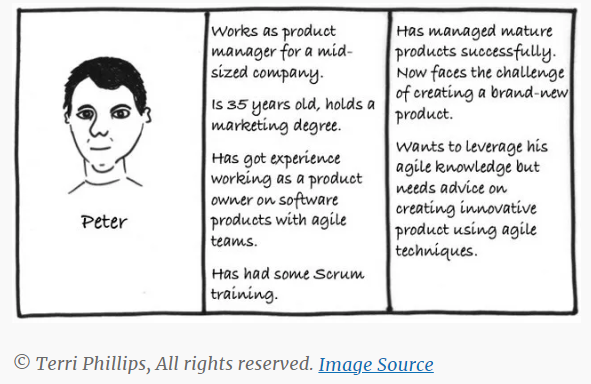 Peter
Works as product
manager for a mid-
sized company.
Is 35 years old, holds a
marketing degree.
Has got experience
working as a product
owner on software
products with agile
teams.
Has had some Scrum
training.
Has managed mature
products successfully.
Now faces the challenge
of creating a brand-new
product.
Wants to leverage his
agile knowledge but
needs advice on
creating innovative
product using agile
techniques.
© Terri Phillips, All rights reserved. Image Source